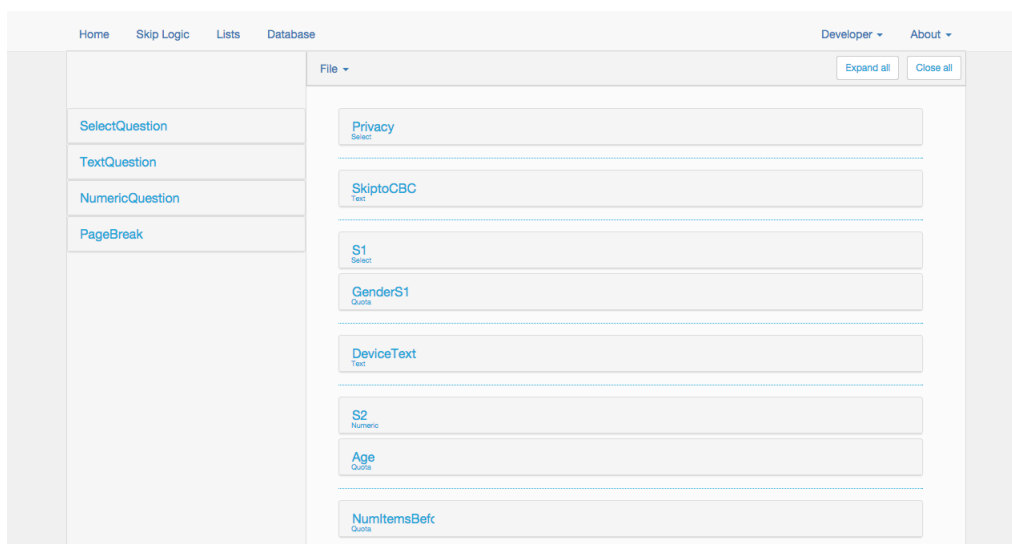 Home Skip Logic Lists Database Developer About
File Expand all Close all
SelectQuestion
TextQuestion
NumericQuestion
PageBreak
Privacy
Select
SkiptoCBC
Text
S1
Select
GenderS1
Quota
DeviceText
Text
S2
Numeric
Age
Quota
NumItemsBefc
Quota